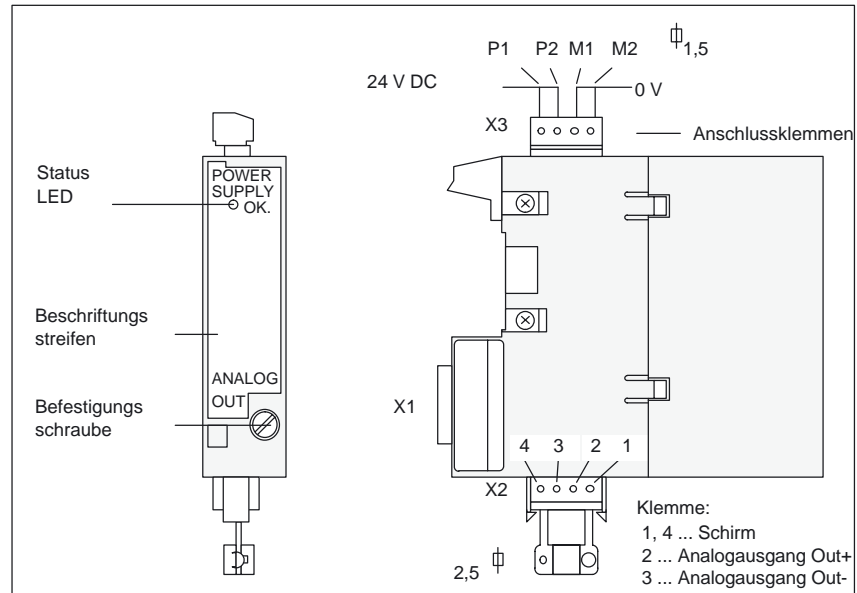 P1 P2 M1 M2 1,5
24 V DC
0 V
X3
Anschlussklemmen
Status
LED
POWER
SUPPLY
OK.
Beschriftungs
streifen
ANALOG
OUT
Befestigungs
schraube
X1
4 3 2 1
X2
Klemme:
1, 4 ... Schirm
2 ... Analogausgang Out+
3 ... Analogausgang Out-
2,5